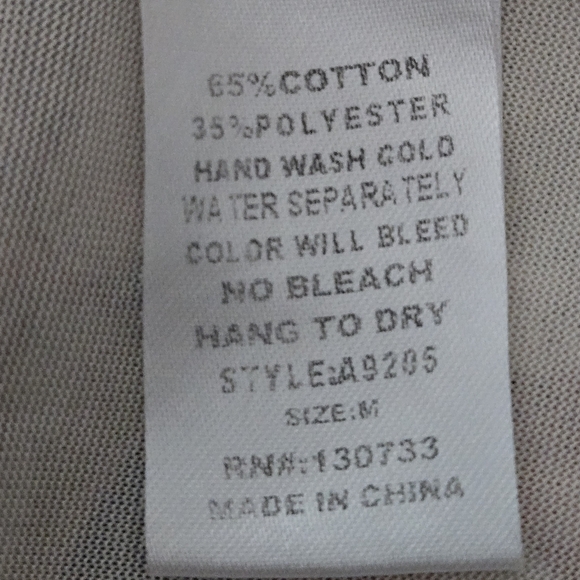 65%COTTON
35%POLYESTER
HAND WASH COLD
WATER SEPARATELY
COLOR WILL BLEED
NO BLEACH
HANG TO DRY
STYLE:A9205
SIZE:M
RN#:130733
MADE IN CHINA